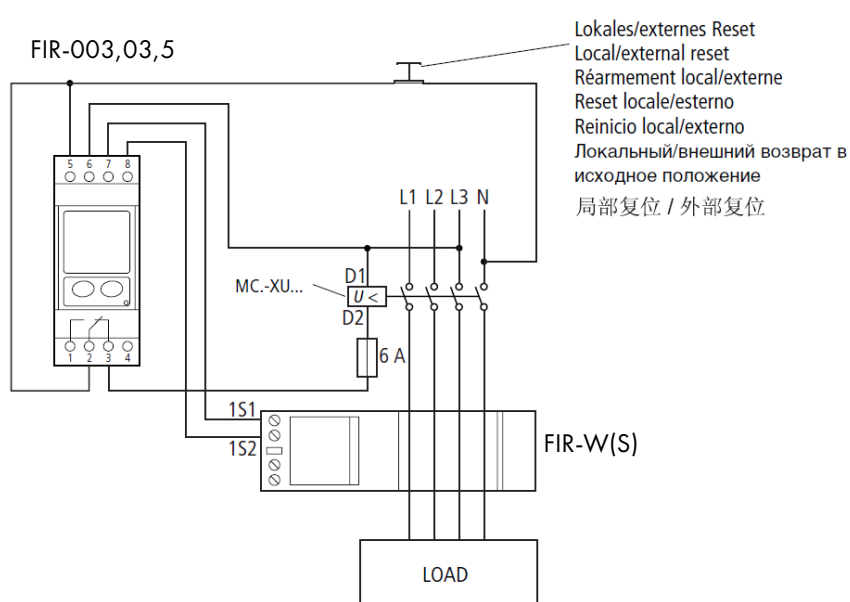 FIR-003,03,5
Lokales/externes Reset
Local/external reset
Réarmement local/externe
Reset locale/esterno
Reinicio local/externo
Локальный/внешний возврат в
исходное положение
局部复位 / 外部复位
5 6 7 8
L1 L2 L3 N
MC.-XU...
D1
U <
D2
1 2 3 4
6 A
1S1
1S2
FIR-W(S)
LOAD